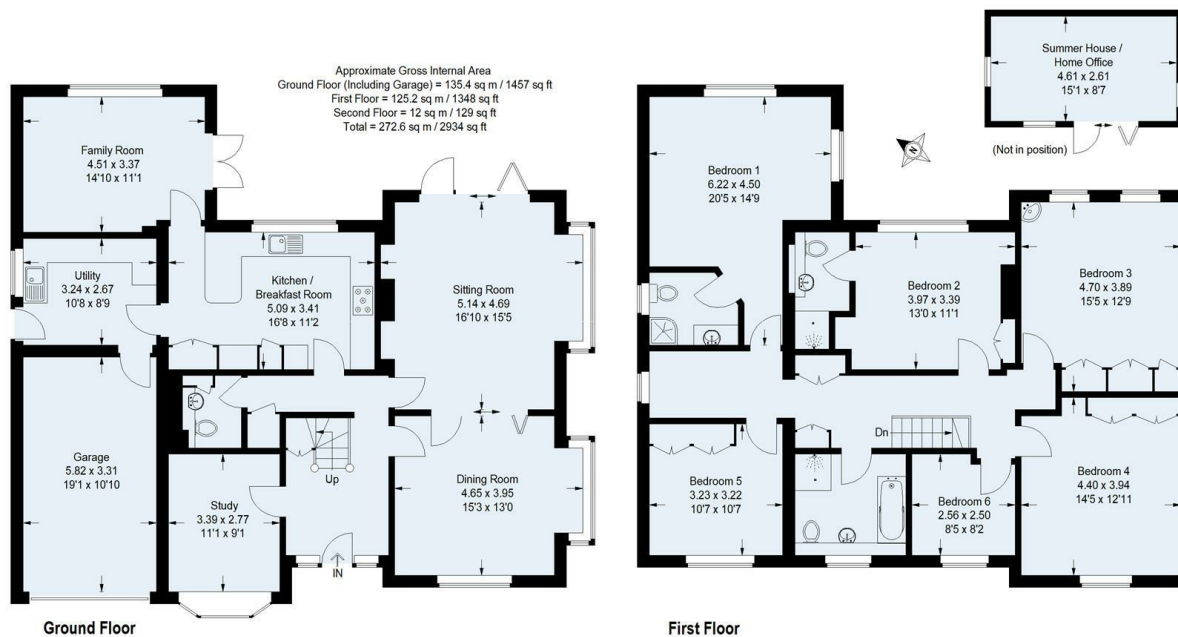 Approximate Gross Internal Area
Ground Floor (Including Garage) = 135.4 sq m / 1457 sq ft
First Floor = 125.2 sq m / 1348 sq ft
Second Floor = 12 sq m / 129 sq ft
Total = 272.6 sq m / 2934 sq ft
Family Room
4.51 x 3.37
14'10 x 11'1
Utility
3.24 x 2.67
10'8 x 8'9
Kitchen /
Breakfast Room
5.09 x 3.41
16'8 x 11'2
Sitting Room
5.14 x 4.69
16'10 x 15'5
Garage
5.82 x 3.31
19'1 x 10'10
Study
3.39 x 2.77
11'1 x 9'1
Up
IN
Dining Room
4.65 x 3.95
15'3 x 13'0
Ground Floor
Summer House /
Home Office
4.61 x 2.61
15'1 x 8'7
(Not in position)
N
Bedroom 1
6.22 x 4.50
20'5 x 14'9
Bedroom 2
3.97 x 3.39
13'0 x 11'1
Bedroom 3
4.70 x 3.89
15'5 x 12'9
Dn
Bedroom 5
3.23 x 3.22
10'7 x 10'7
Bedroom 6
2.56 x 2.50
8'5 x 8'2
Bedroom 4
4.40 x 3.94
14'5 x 12'11
First Floor